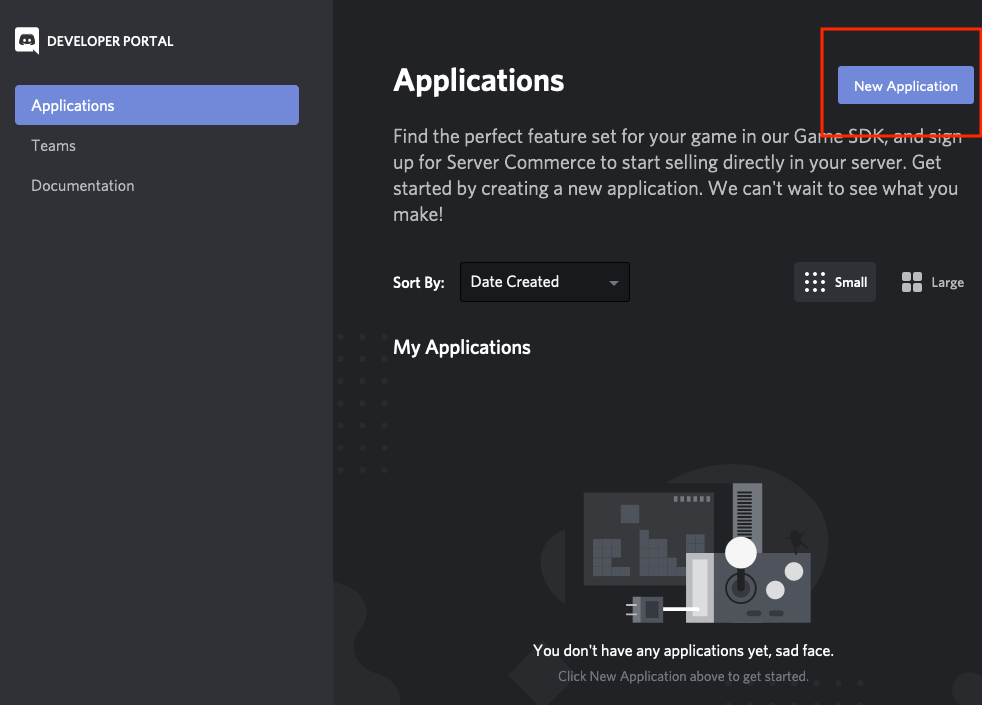 DEVELOPER PORTAL
Applications
Teams
Documentation
Applications
New Application
Find the perfect feature set for your game in our Game SDK, and sign
up for Server Commerce to start selling directly in your server. Get
started by creating a new application. We can't wait to see what you
make!
Sort By: Date Created Small Large
My Applications
You don't have any applications yet, sad face.
Click New Application above to get started.